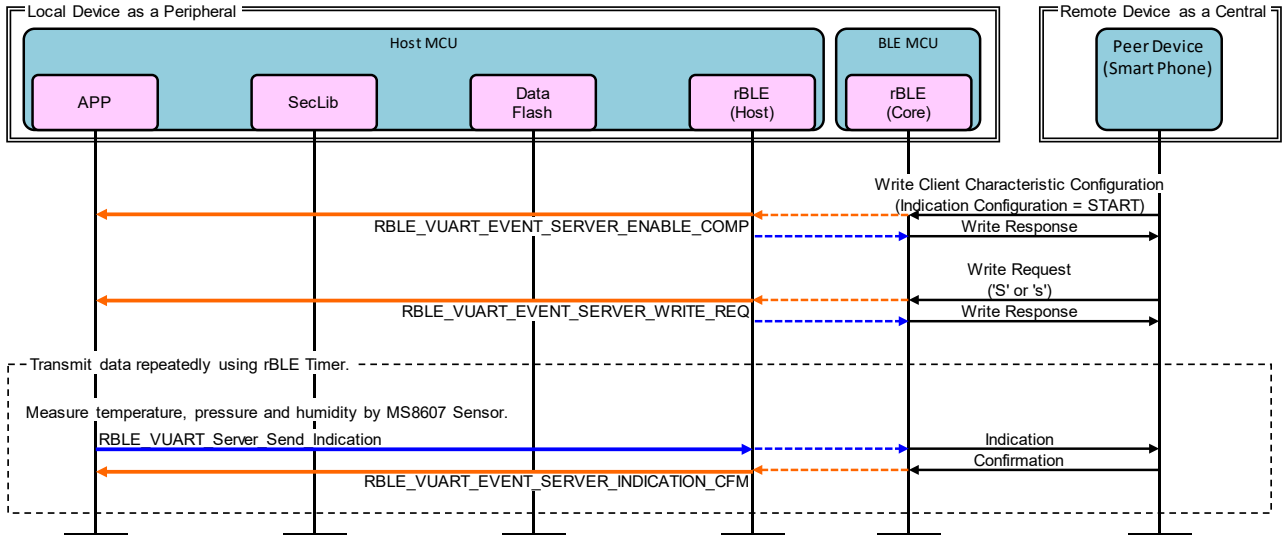 Local Device as a Peripheral
Remote Device as a Central
Host MCU
BLE MCU
Peer Device
(Smart Phone)
APP
SecLib
Data
Flash
rBLE
(Host)
rBLE
(Core)
Write Client Characteristic Configuration
(Indication Configuration = START)
RBLE_VUART_EVENT_SERVER_ENABLE_COMP
Write Response
Write Request
('S' or 's')
RBLE_VUART_EVENT_SERVER_WRITE_REQ
Write Response
Transmit data repeatedly using rBLE Timer.
Measure temperature, pressure and humidity by MS8607 Sensor.
RBLE_VUART_Server_Send_Indication
Indication
Confirmation
RBLE_VUART_EVENT_SERVER_INDICATION_CFM